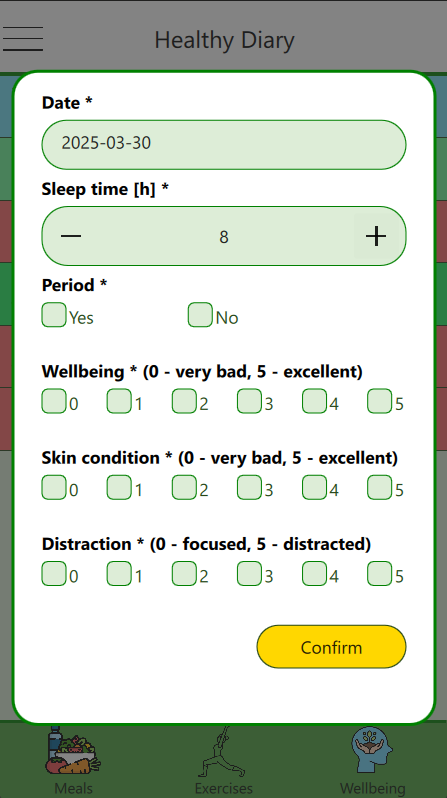 Healthy Diary
Date *
2025-03-30
Sleep time [h] *
8
Period *
Yes No
Wellbeing * (0 - very bad, 5 - excellent)
0 1 2 3 4 5
Skin condition * (0 - very bad, 5 - excellent)
0 1 2 3 4 5
Distraction * (0 - focused, 5 - distracted)
0 1 2 3 4 5
Confirm
Meals Exercises Wellbeing